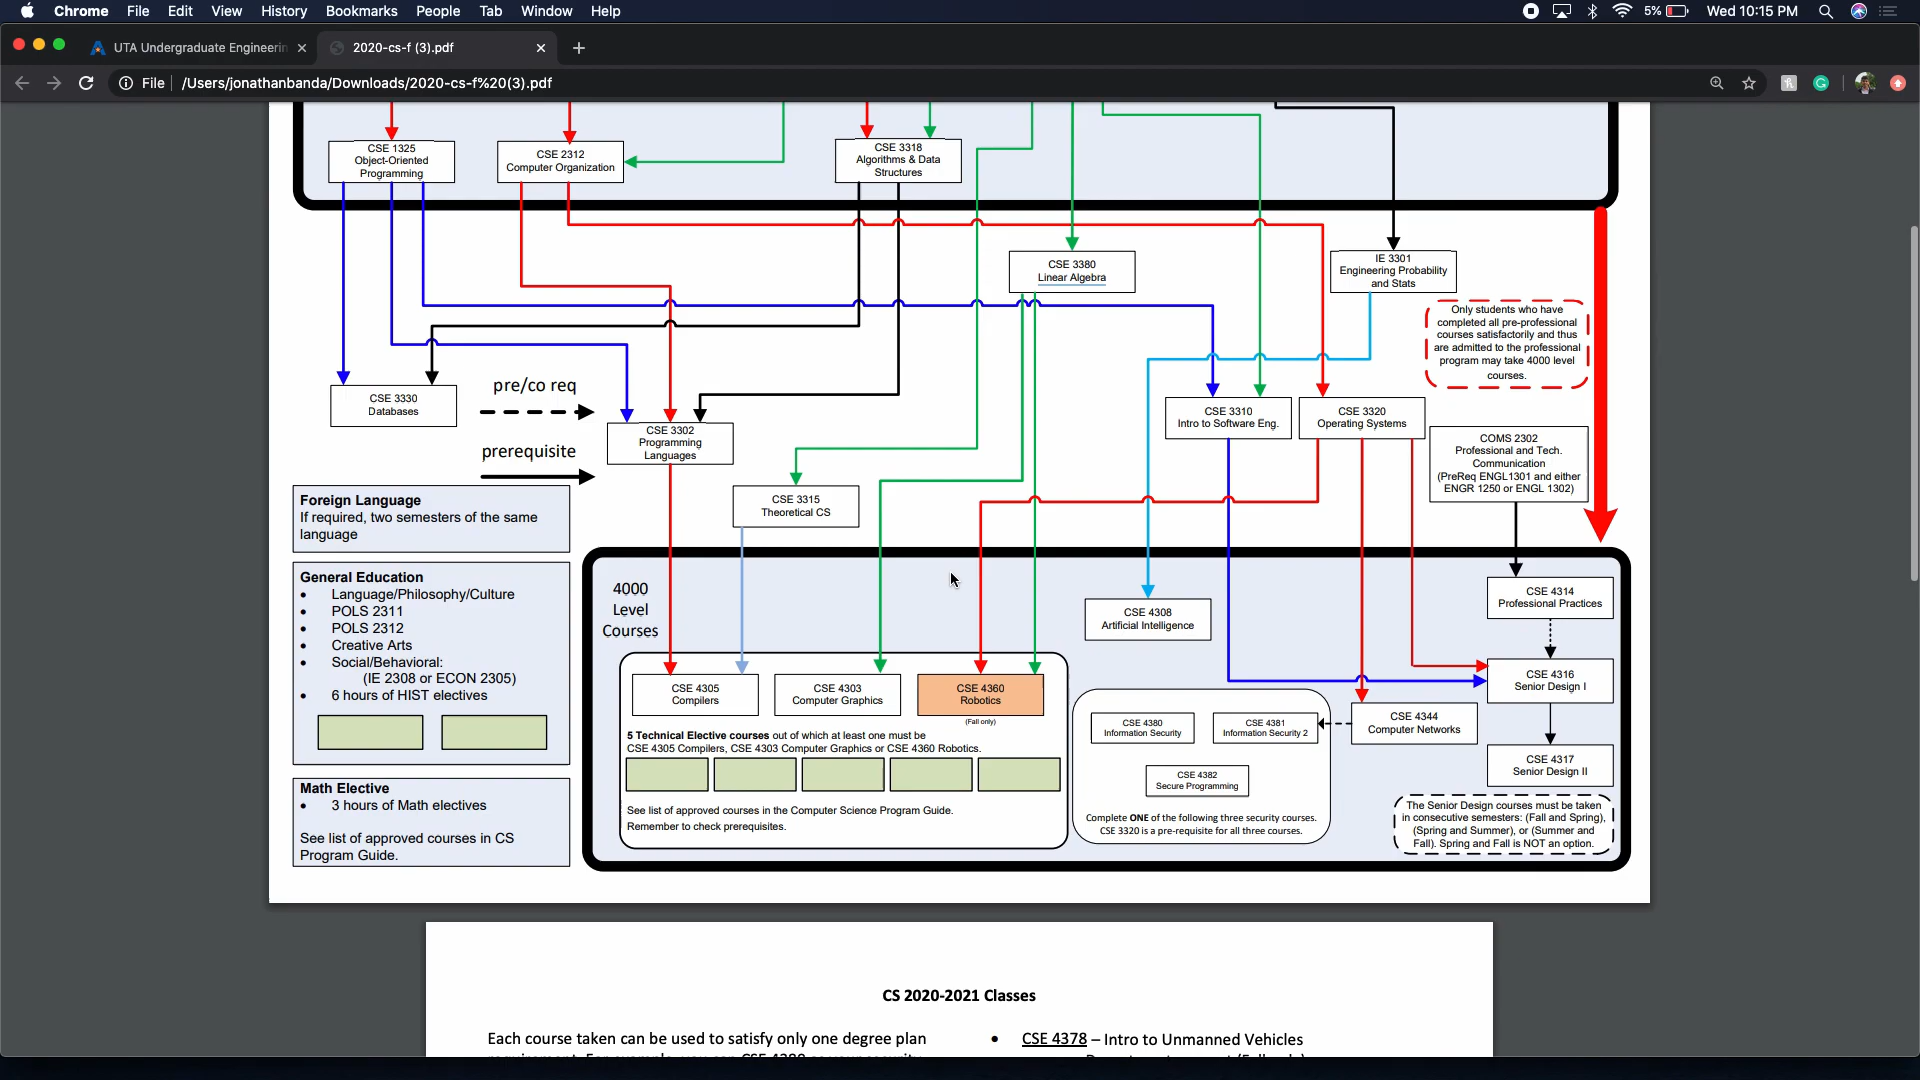 Chrome File Edit View History Bookmarks People Tab Window Help 5% Wed 10:15 PM
UTA Undergraduate Engineerin 2020-cs-f (3).pdf
File /Users/jonathanbanda/Downloads/2020-cs-f%20(3).pdf
CSE 1325
Object-Oriented
Programming
CSE 2312
Computer Organization
CSE 3318
Algorithms & Data
Structures
CSE 3380
Linear Algebra
IE 3301
Engineering Probability
and Stats
Only students who have
completed all pre-professional
courses satisfactorily and thus
are admitted to the professional
program may take 4000 level
courses.
CSE 3330
Databases
pre/co req
prerequisite
CSE 3302
Programming
Languages
CSE 3310
Intro to Software Eng.
CSE 3320
Operating Systems
COMS 2302
Professional and Tech.
Communication
(PreReq ENGL1301 and either
ENGR 1250 or ENGL 1302)
CSE 3315
Theoretical CS
Foreign Language
If required, two semesters of the same
language
General Education
• Language/Philosophy/Culture
• POLS 2311
• POLS 2312
• Creative Arts
• Social/Behavioral:
(IE 2308 or ECON 2305)
• 6 hours of HIST electives
Math Elective
• 3 hours of Math electives
See list of approved courses in CS
Program Guide.
4000
Level
Courses
CSE 4308
Artificial Intelligence
CSE 4314
Professional Practices
CSE 4316
Senior Design I
CSE 4317
Senior Design II
CSE 4305
Compilers
CSE 4303
Computer Graphics
CSE 4360
Robotics
(Fall only)
5 Technical Elective courses out of which at least one must be
CSE 4305 Compilers, CSE 4303 Computer Graphics or CSE 4360 Robotics.
See list of approved courses in the Computer Science Program Guide.
Remember to check prerequisites.
CSE 4380
Information Security
CSE 4381
Information Security 2
CSE 4344
Computer Networks
CSE 4382
Secure Programming
Complete ONE of the following three security courses.
CSE 3320 is a pre-requisite for all three courses.
The Senior Design courses must be taken
in consecutive semesters: (Fall and Spring),
(Spring and Summer), or (Summer and
Fall). Spring and Fall is NOT an option.
CS 2020-2021 Classes
Each course taken can be used to satisfy only one degree plan
• CSE 4378 – Intro to Unmanned Vehicles